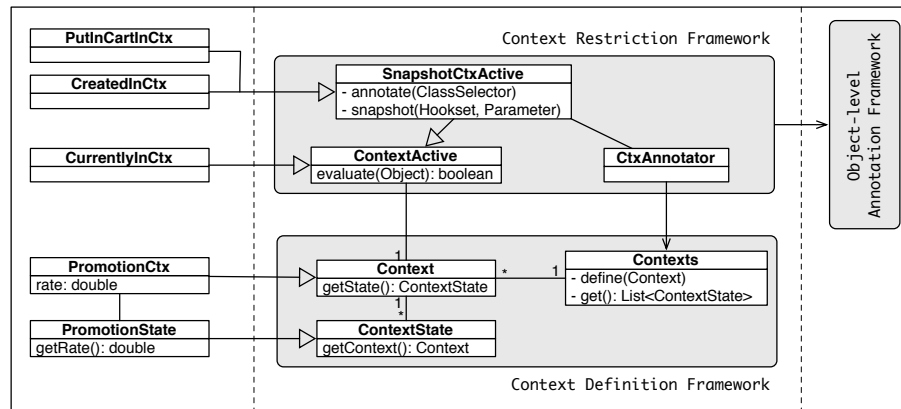 PutInCartInCtx
CreatedInCtx
CurrentlyInCtx
PromotionCtx
rate: double
PromotionState
getRate(): double
Context Restriction Framework
SnapshotCtxActive
- annotate(ClassSelector)
- snapshot(Hookset, Parameter)
ContextActive
evaluate(Object): boolean
CtxAnnotator
1
Context
getState(): ContextState
*
1
Contexts
- define(Context)
- get(): List<ContextState>
1
*
ContextState
getContext(): Context
Context Definition Framework
Object-level
Annotation Framework